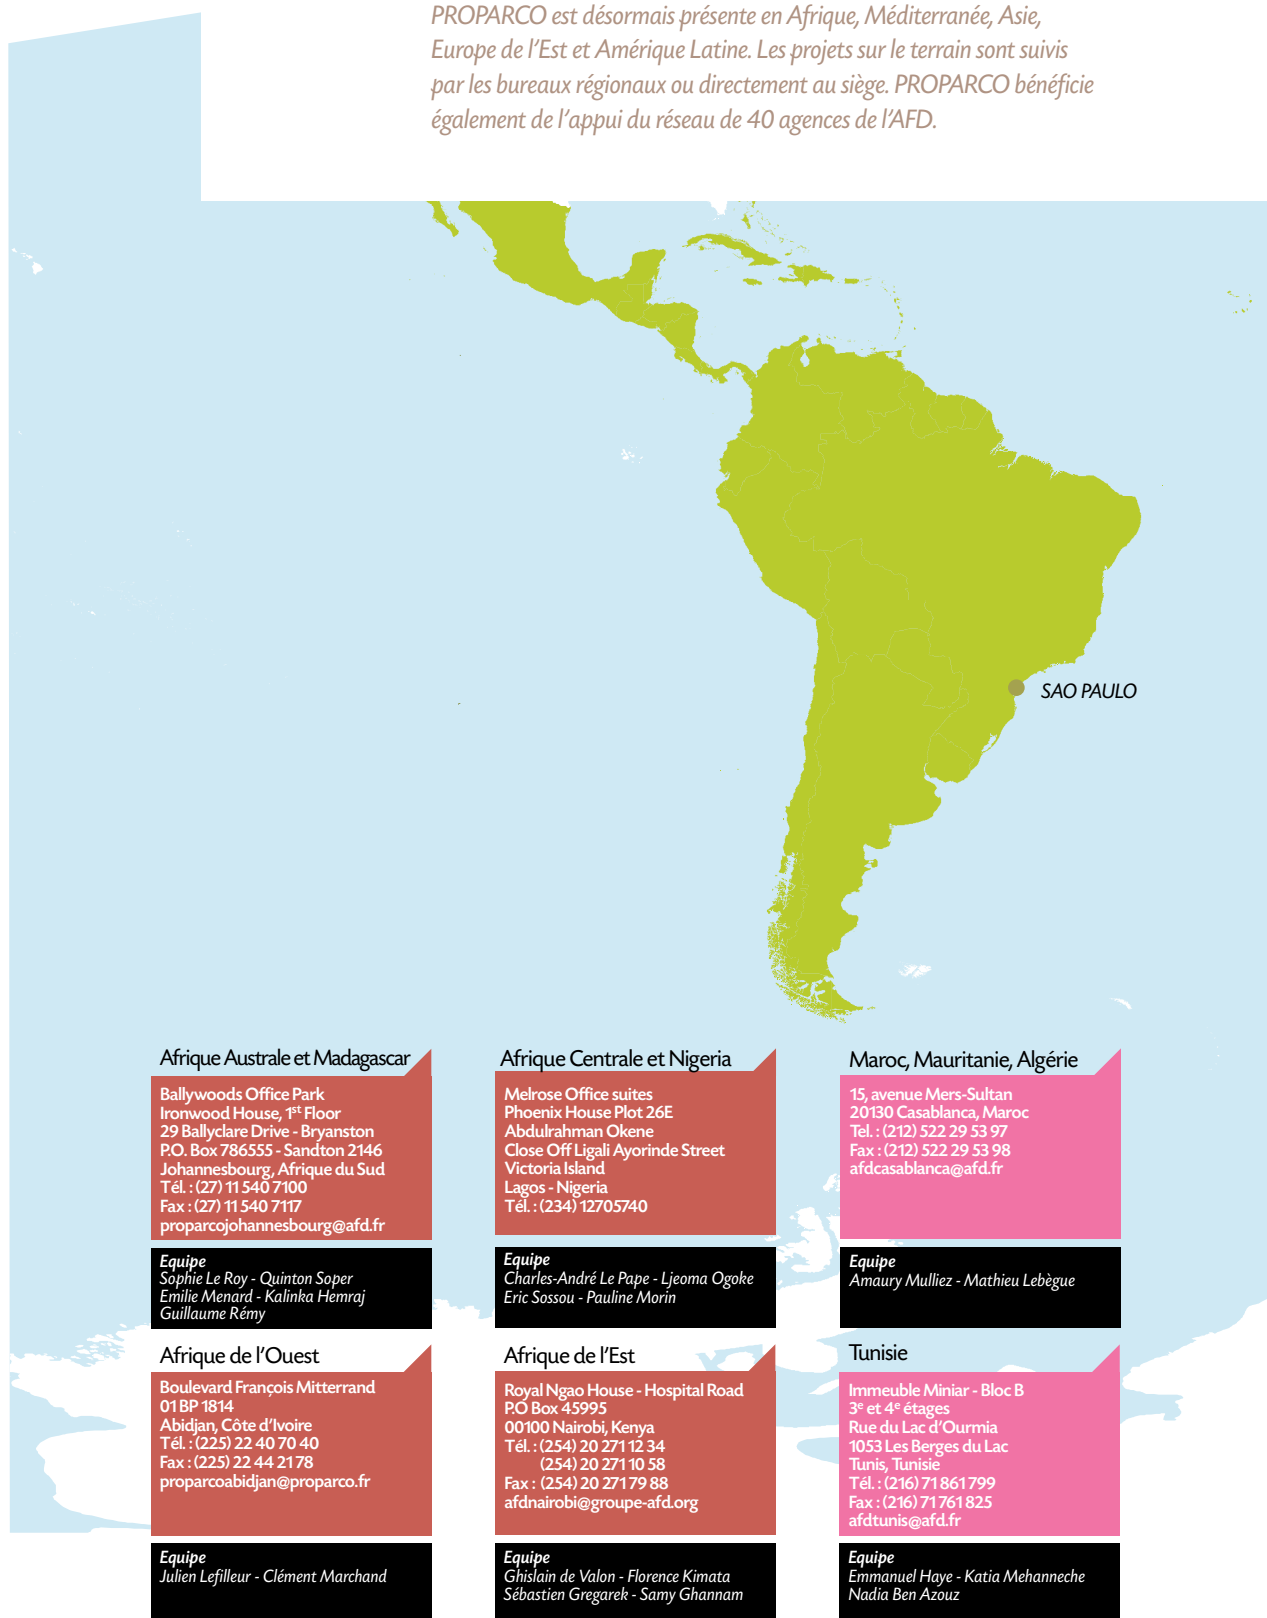 PROPARCO est désormais présente en Afrique, Méditerranée, Asie,
Europe de l'Est et Amérique Latine. Les projets sur le terrain sont suivis
par les bureaux régionaux ou directement au siège. PROPARCO bénéficie
également de l'appui du réseau de 40 agences de l'AFD.
SAO PAULO
Afrique Australe et Madagascar
Ballywoods Office Park
Ironwood House, 1st Floor
29 Ballyclare Drive - Bryanston
P.O. Box 786555 - Sandton 2146
Johannesbourg, Afrique du Sud
Tél. : (27) 11 540 7100
Fax : (27) 11 540 7117
proparcojohannesbourg@afd.fr
Equipe
Sophie Le Roy - Quinton Soper
Emilie Menard - Kalinka Hemraj
Guillaume Rémy
Afrique Centrale et Nigeria
Melrose Office suites
Phoenix House Plot 26E
Abdulrahman Okene
Close Off Ligali Ayorinde Street
Victoria Island
Lagos - Nigeria
Tél. : (234) 12705740
Equipe
Charles-André Le Pape - Ljeoma Ogoke
Eric Sossou - Pauline Morin
Maroc, Mauritanie, Algérie
15, avenue Mers-Sultan
20130 Casablanca, Maroc
Tel. : (212) 522 29 53 97
Fax : (212) 522 29 53 98
afdcasablanca@afd.fr
Equipe
Amaury Mulliez - Mathieu Lebègue
Afrique de l'Ouest
Boulevard François Mitterrand
01 BP 1814
Abidjan, Côte d'Ivoire
Tél. : (225) 22 40 70 40
Fax : (225) 22 44 21 78
proparcoabidjan@proparco.fr
Equipe
Julien Lefilleur - Clément Marchand
Afrique de l'Est
Royal Ngao House - Hospital Road
P.O Box 45995
00100 Nairobi, Kenya
Tél. : (254) 20 271 12 34
(254) 20 271 10 58
Fax : (254) 20 271 79 88
afdnairobi@groupe-afd.org
Equipe
Ghislain de Valon - Florence Kimata
Sébastien Gregarek - Samy Ghannam
Tunisie
Immeuble Miniar - Bloc B
3e et 4e étages
Rue du Lac d'Ourmia
1053 Les Berges du Lac
Tunis, Tunisie
Tél. : (216) 71 861 799
Fax : (216) 71 761 825
afdtunis@afd.fr
Equipe
Emmanuel Haye - Katia Mehanneche
Nadia Ben Azouz